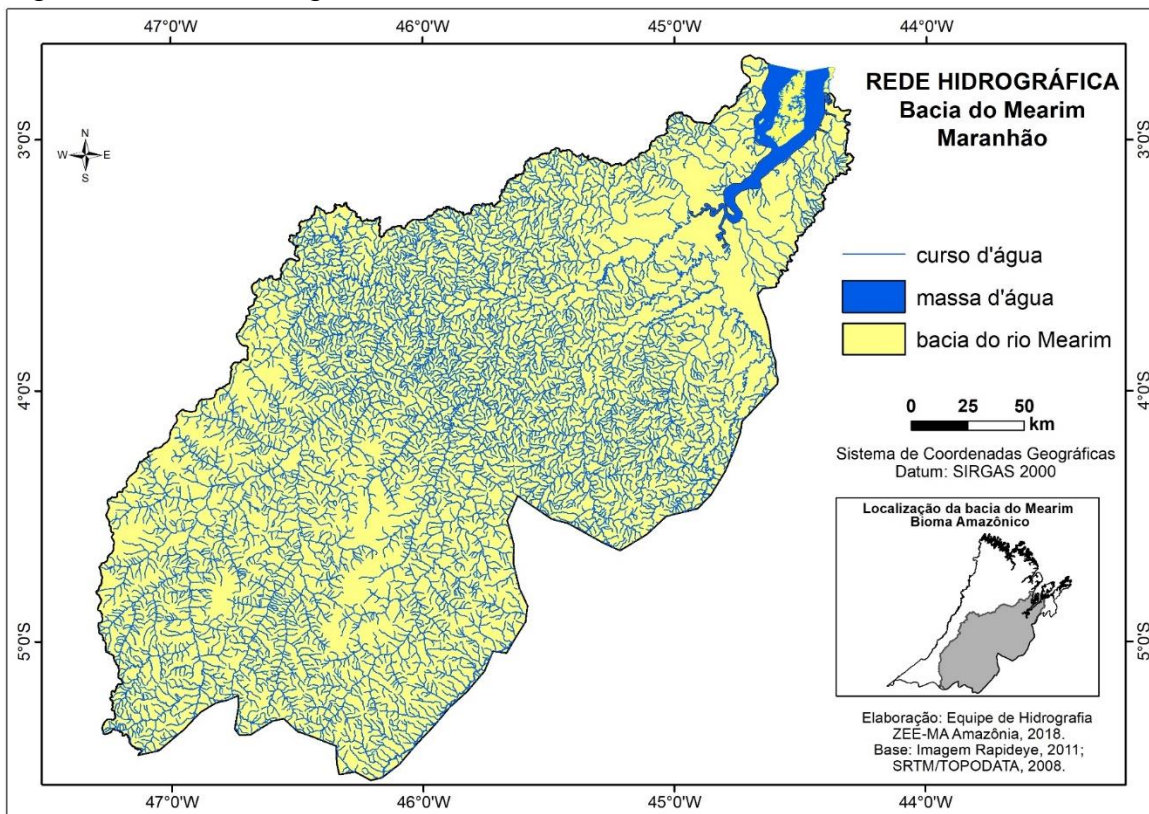 47°0'W
46°0'W
45°0'W
44°0'W
REDE HIDROGRÁFICA
Bacia do Mearim
Maranhão
3°0'S
3°0'S
N
W
E
S
curso d'água
massa d'água
bacia do rio Mearim
4°0'S
4°0'S
0 25 50
km
Sistema de Coordenadas Geográficas
Datum: SIRGAS 2000
Localização da bacia do Mearim
Bioma Amazônico
5°0'S
5°0'S
Elaboração: Equipe de Hidrografia
ZEE-MA Amazônia, 2018.
Base: Imagem Rapideye, 2011;
SRTM/TOPODATA, 2008.
47°0'W
46°0'W
45°0'W
44°0'W